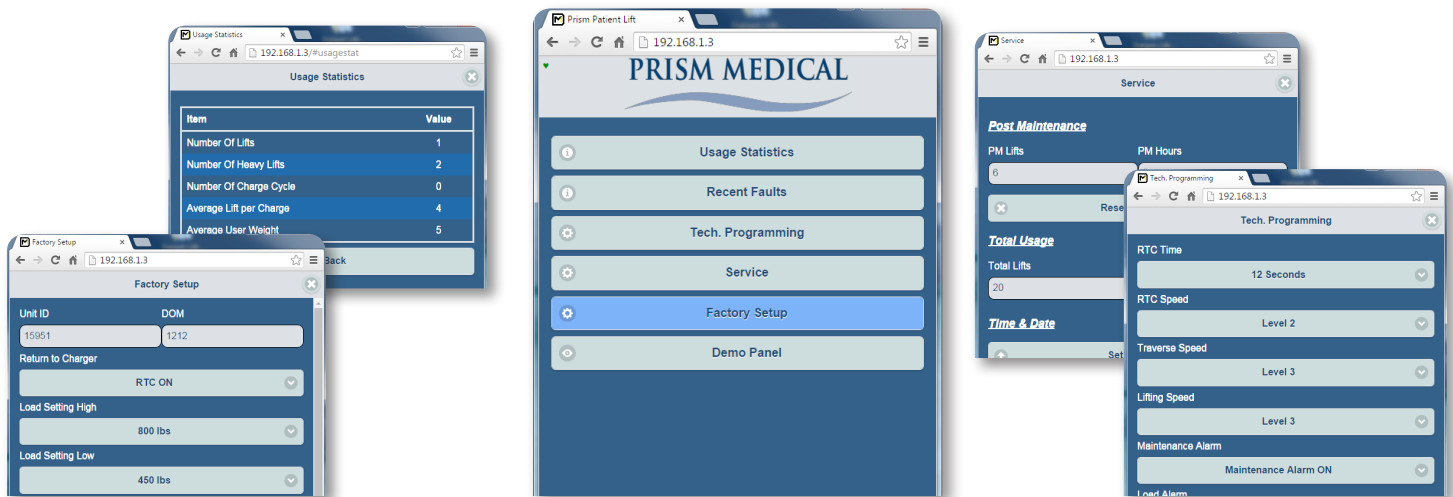 Usage Statistics
192.168.1.3/#usagestat
Usage Statistics
Item Value
Number Of Lifts 1
Number Of Heavy Lifts 2
Number Of Charge Cycle 0
Average Lift per Charge 4
Average User Weight 5
Back
Factory Setup
192.168.1.3
Factory Setup
Unit ID DOM
15951 1212
Return to Charger
RTC ON
Load Setting High
800 lbs
Load Setting Low
450 lbs
Prism Patient Lift
192.168.1.3
PRISM MEDICAL
Usage Statistics
Recent Faults
Tech. Programming
Service
Factory Setup
Demo Panel
Service
192.168.1.3
Service
Post Maintenance
PM Lifts PM Hours
6
Rese
Total Usage
Total Lifts
20
Time & Date
Set
Tech. Programming
192.168.1.3
Tech. Programming
RTC Time
12 Seconds
RTC Speed
Level 2
Traverse Speed
Level 3
Lifting Speed
Level 3
Maintenance Alarm
Maintenance Alarm ON
Load Alarm